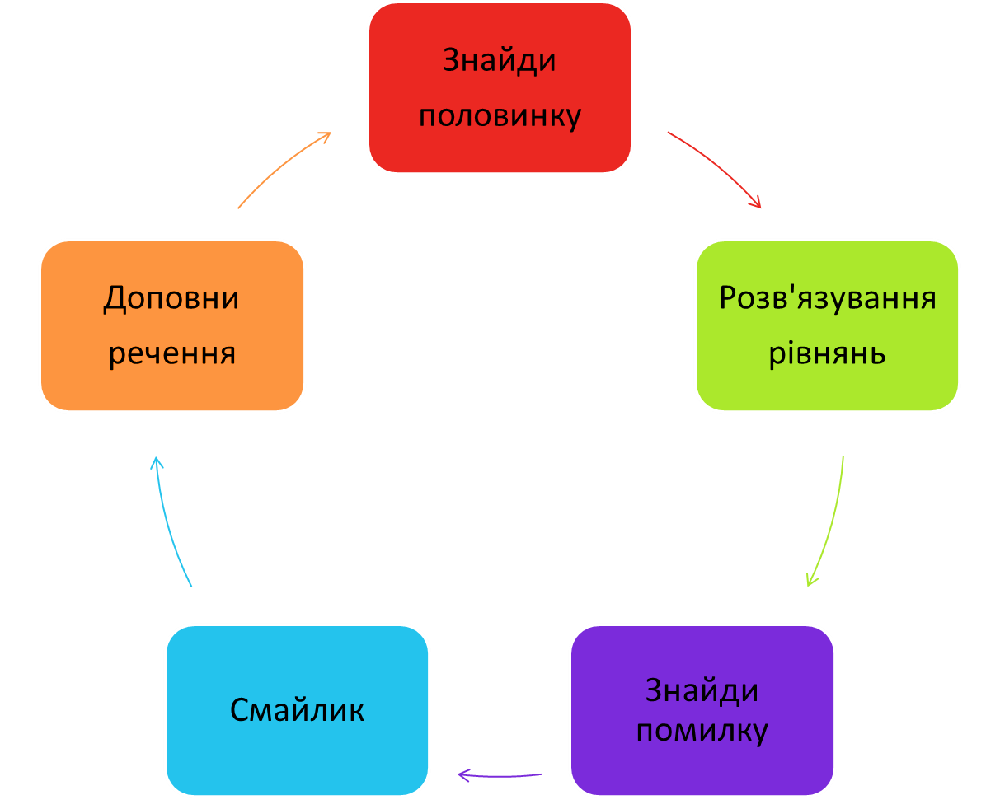 Знайди
половинку
Розв'язування
рівнянь
Знайди
помилку
Смайлик
Доповни
речення